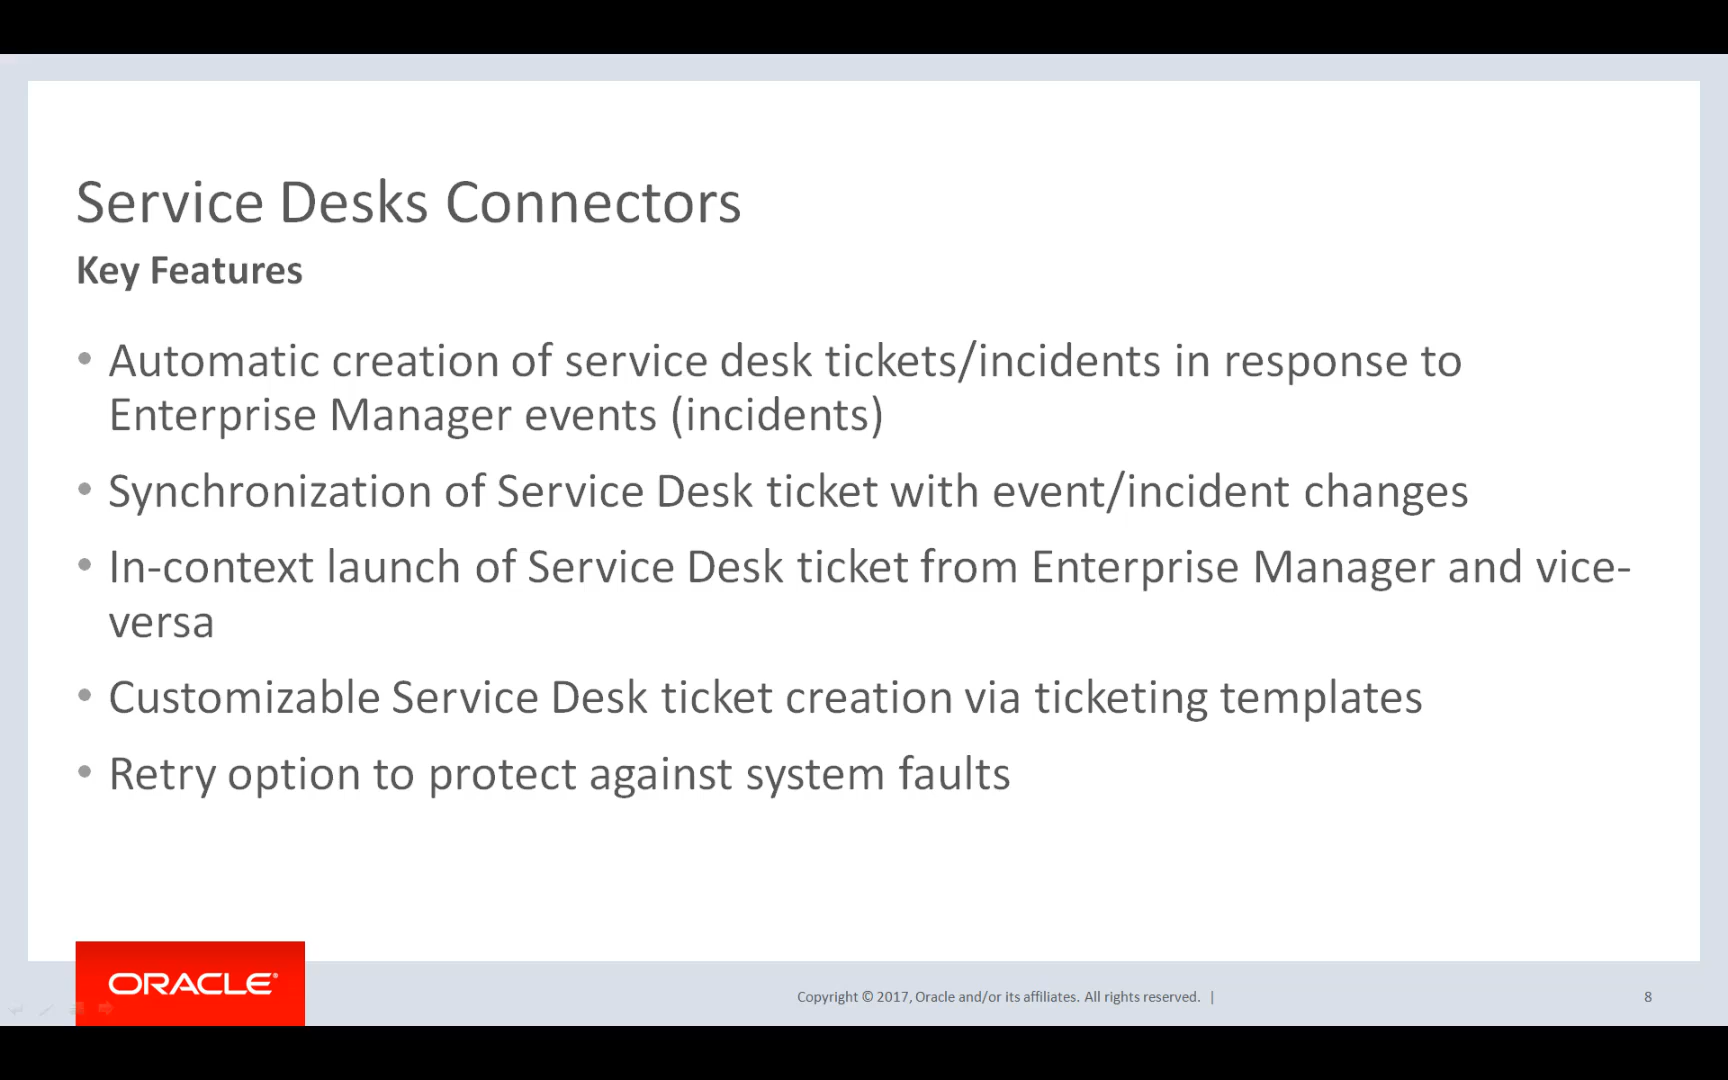 Service Desks Connectors
Key Features
• Automatic creation of service desk tickets/incidents in response to
Enterprise Manager events (incidents)
• Synchronization of Service Desk ticket with event/incident changes
• In-context launch of Service Desk ticket from Enterprise Manager and vice-
versa
• Customizable Service Desk ticket creation via ticketing templates
• Retry option to protect against system faults
ORACLE®
Copyright © 2017, Oracle and/or its affiliates. All rights reserved. |
8